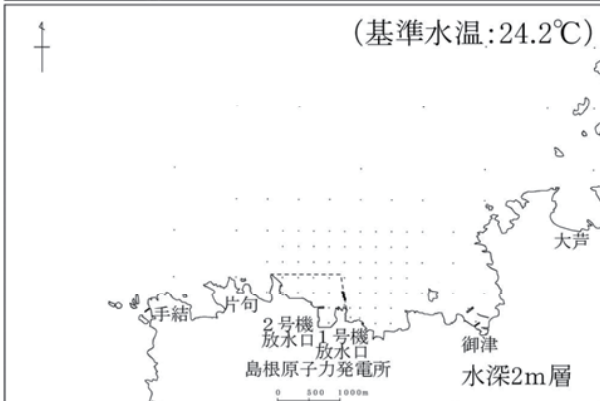 (基準水温:24.2℃)
大芦
手結
片句
2号機
放水口
1号機
放水口
御津
島根原子力発電所
水深2m層
0 500 1000m